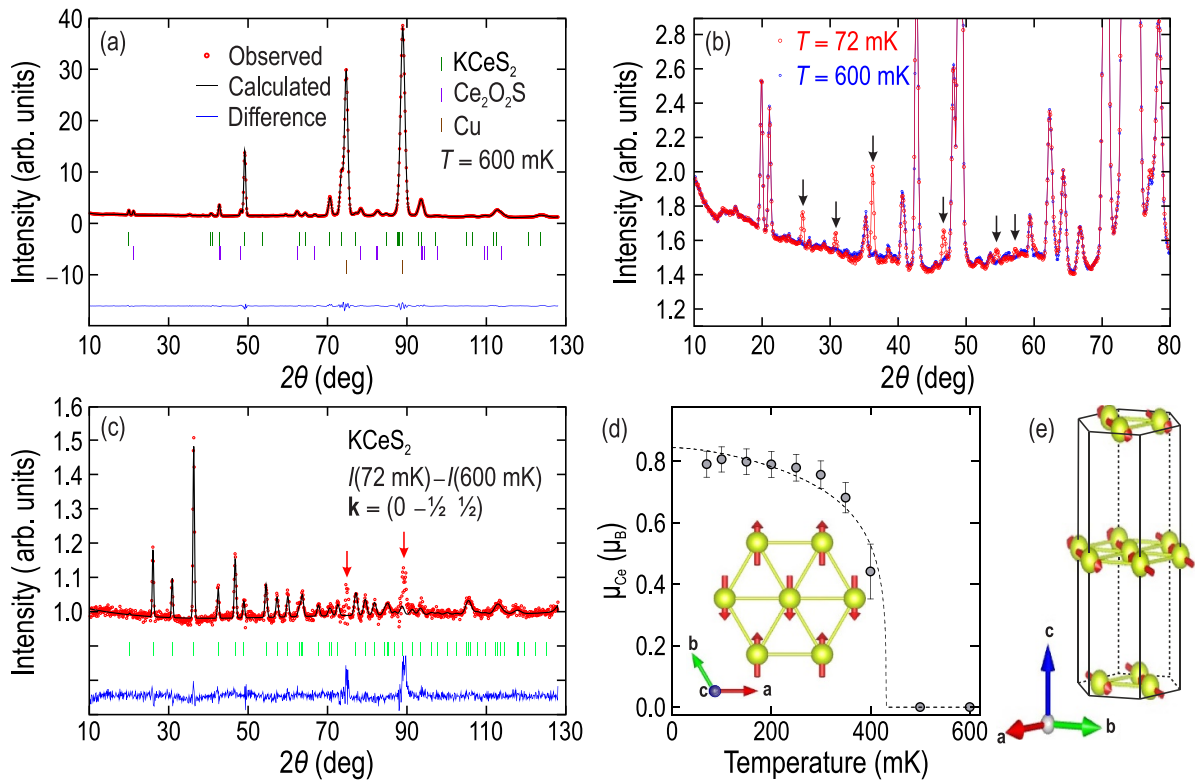 (a)
Observed
Calculated
Difference
KCeS2
Ce2O2S
Cu
T = 600 mK
40
30
20
10
0
−10
Intensity (arb. units)
10 30 50 70 90 110 130
2θ (deg)
(b)
T = 72 mK
T = 600 mK
2.8
2.6
2.4
2.2
2.0
1.8
1.6
1.4
1.2
Intensity (arb. units)
10 20 30 40 50 60 70 80
2θ (deg)
(c)
KCeS2
I(72 mK) – I(600 mK)
k = (0 –½ ½)
1.6
1.5
1.4
1.3
1.2
1.1
1.0
Intensity (arb. units)
10 30 50 70 90 110 130
2θ (deg)
(d)
0.8
0.6
0.4
0.2
0.0
μCe (μB)
b
c
a
0 200 400 600
Temperature (mK)
(e)
c
a
b